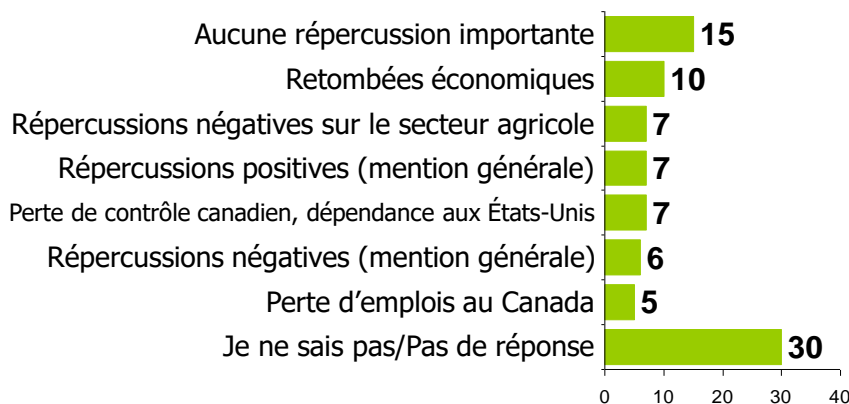 Aucune répercussion importante 15
Retombées économiques 10
Répercussions négatives sur le secteur agricole 7
Répercussions positives (mention générale) 7
Perte de contrôle canadien, dépendance aux États-Unis 7
Répercussions négatives (mention générale) 6
Perte d’emplois au Canada 5
Je ne sais pas/Pas de réponse 30
0 10 20 30 40